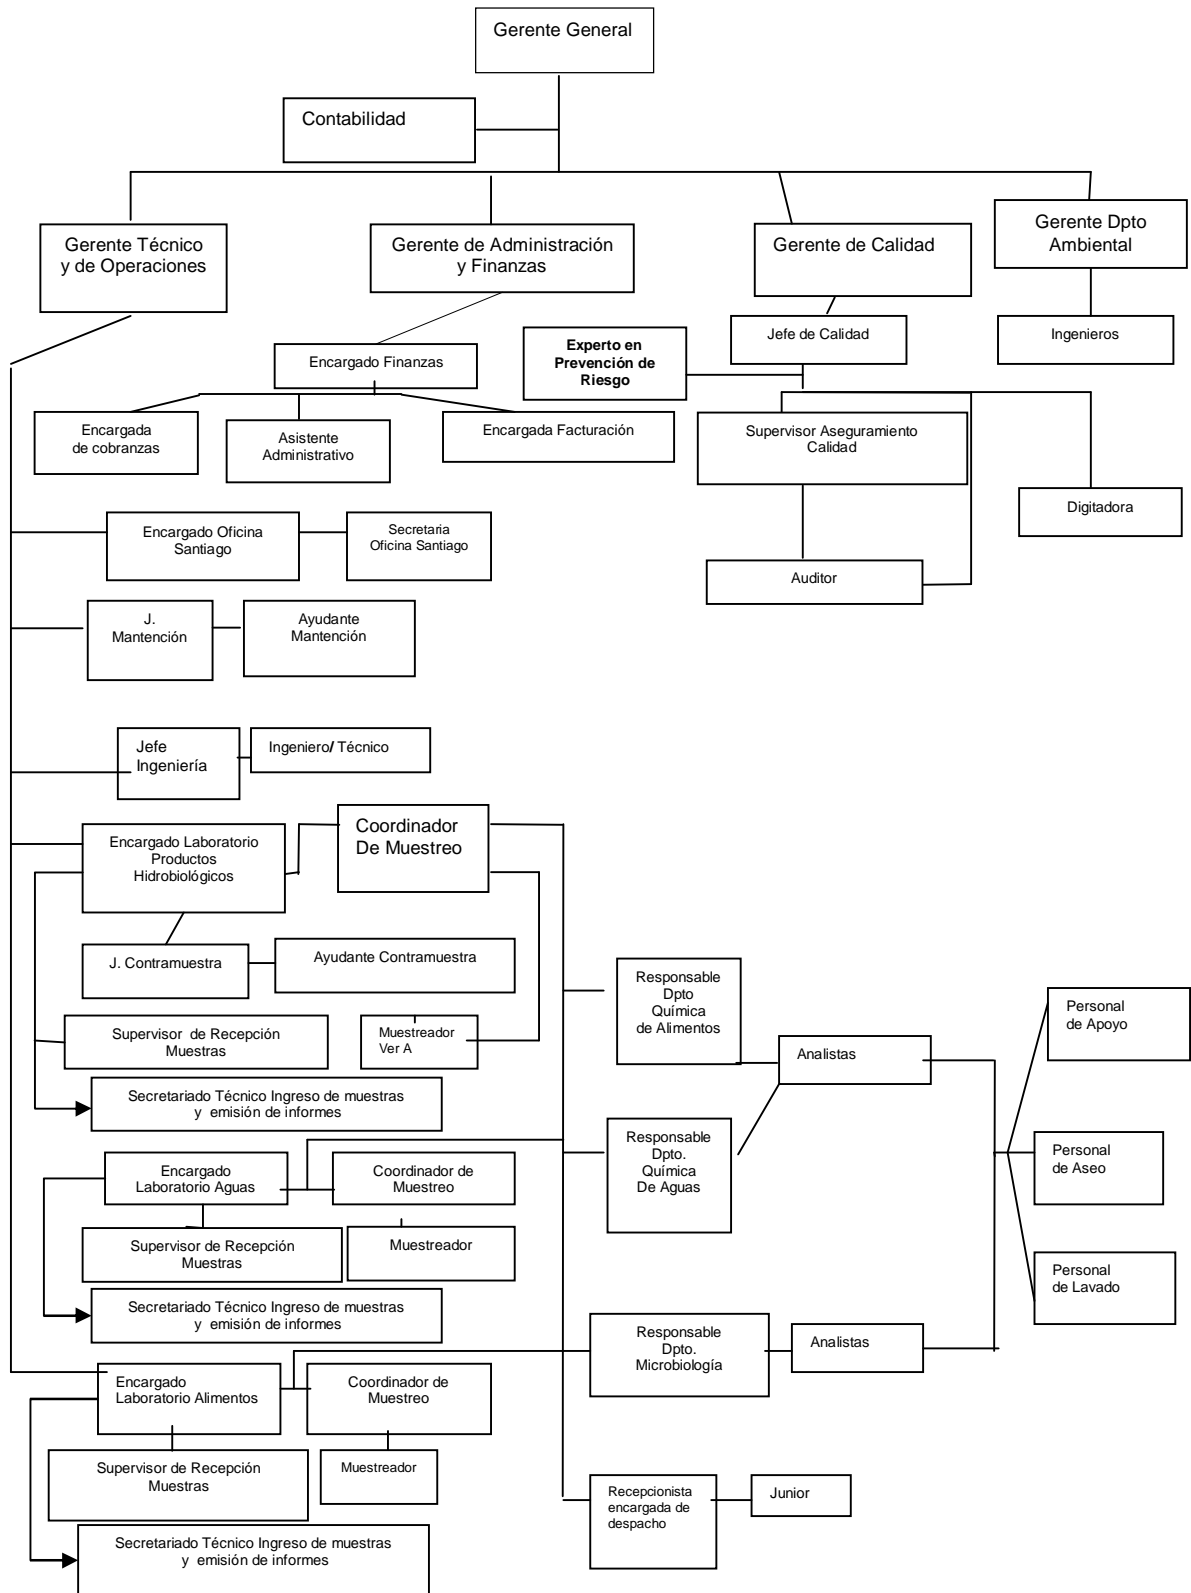 Gerente General
Contabilidad
Gerente Técnico
y de Operaciones
Gerente de Administración
y Finanzas
Gerente de Calidad
Gerente Dpto
Ambiental
Jefe de Calidad
Ingenieros
Experto en
Prevención de
Riesgo
Encargado Finanzas
Encargada
de cobranzas
Asistente
Administrativo
Encargada Facturación
Supervisor Aseguramiento
Calidad
Digitadora
Auditor
Encargado Oficina
Santiago
Secretaria
Oficina Santiago
J.
Mantención
Ayudante
Mantención
Jefe
Ingeniería
Ingeniero/ Técnico
Encargado Laboratorio
Productos
Hidrobiológicos
Coordinador
De Muestreo
J. Contramuestra
Ayudante Contramuestra
Supervisor de Recepción
Muestras
Muestreador
Ver A
Secretariado Técnico Ingreso de muestras
y emisión de informes
Responsable
Dpto
Química
de Alimentos
Analistas
Personal
de Apoyo
Encargado
Laboratorio Aguas
Coordinador de
Muestreo
Responsable
Dpto.
Química
De Aguas
Personal
de Aseo
Supervisor de Recepción
Muestras
Muestreador
Personal
de Lavado
Secretariado Técnico Ingreso de muestras
y emisión de informes
Responsable
Dpto.
Microbiología
Analistas
Encargado
Laboratorio Alimentos
Coordinador de
Muestreo
Supervisor de Recepción
Muestras
Muestreador
Recepcionista
encargada de
despacho
Junior
Secretariado Técnico Ingreso de muestras
y emisión de informes